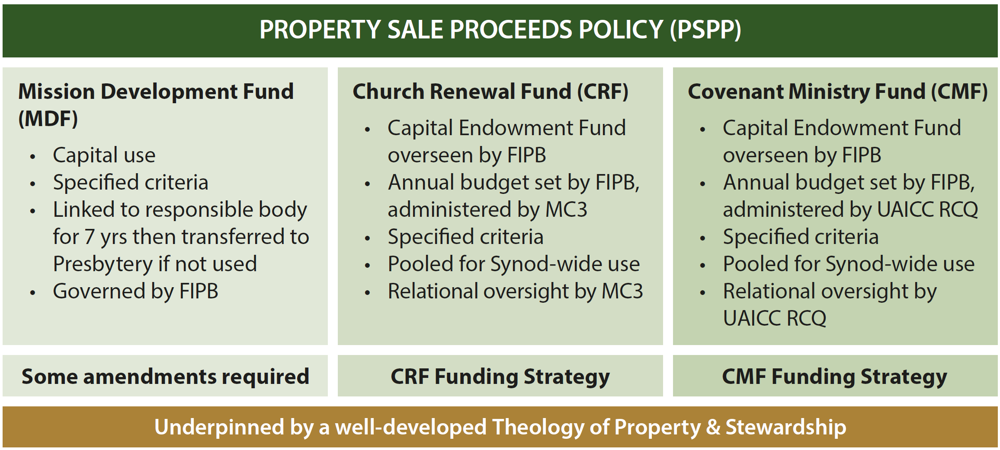 PROPERTY SALE PROCEEDS POLICY (PSPP)
Mission Development Fund
(MDF)
• Capital use
• Specified criteria
• Linked to responsible body
for 7 yrs then transferred to
Presbytery if not used
• Governed by FIPB
Some amendments required
Church Renewal Fund (CRF)
• Capital Endowment Fund
overseen by FIPB
• Annual budget set by FIPB,
administered by MC3
• Specified criteria
• Pooled for Synod-wide use
• Relational oversight by MC3
CRF Funding Strategy
Covenant Ministry Fund (CMF)
• Capital Endowment Fund
overseen by FIPB
• Annual budget set by FIPB,
administered by UAICC RCQ
• Specified criteria
• Pooled for Synod-wide use
• Relational oversight by
UAICC RCQ
CMF Funding Strategy
Underpinned by a well-developed Theology of Property & Stewardship